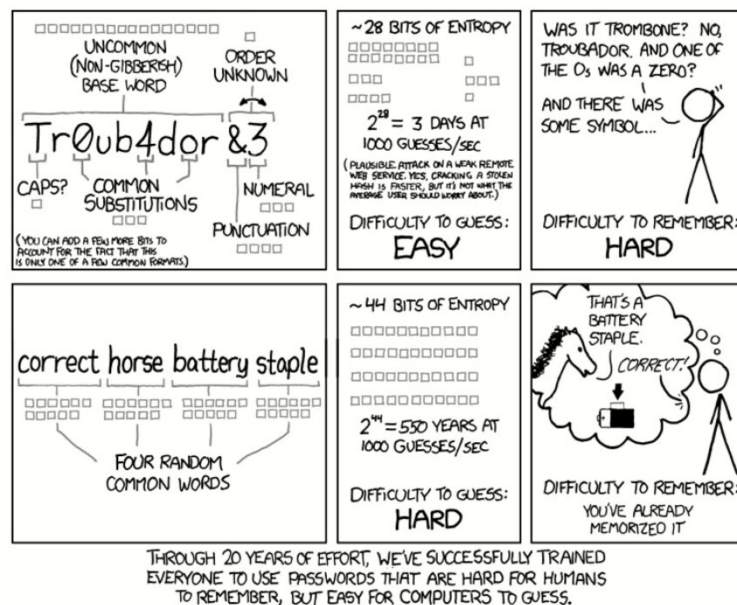 UNCOMMON
(NON-GIBBERISH)
BASE WORD
ORDER
UNKNOWN
Tr0ub4dor &3
CAPS?
COMMON
SUBSTITUTIONS
NUMERAL
PUNCTUATION
(YOU CAN ADD A FEW MORE BITS TO
ACCOUNT FOR THE FACT THAT THIS
IS ONLY ONE OF A FEW COMMON FORMATS.)
~28 BITS OF ENTROPY
2^28 = 3 DAYS AT
1000 GUESSES/SEC
(PLAUSIBLE ATTACK ON A WEAK REMOTE
WEB SERVICE. YES, CRACKING A STOLEN
HASH IS FASTER, BUT IT'S NOT WHAT THE
AVERAGE USER SHOULD WORRY ABOUT.)
DIFFICULTY TO GUESS:
EASY
WAS IT TROMBONE? NO,
TROUBADOR. AND ONE OF
THE Os WAS A ZERO?
AND THERE WAS
SOME SYMBOL...
DIFFICULTY TO REMEMBER:
HARD
correct horse battery staple
FOUR RANDOM
COMMON WORDS
~44 BITS OF ENTROPY
2^44 = 550 YEARS AT
1000 GUESSES/SEC
DIFFICULTY TO GUESS:
HARD
THAT'S A
BATTERY
STAPLE.
CORRECT!
DIFFICULTY TO REMEMBER:
YOU'VE ALREADY
MEMORIZED IT
THROUGH 20 YEARS OF EFFORT, WE'VE SUCCESSFULLY TRAINED
EVERYONE TO USE PASSWORDS THAT ARE HARD FOR HUMANS
TO REMEMBER, BUT EASY FOR COMPUTERS TO GUESS.